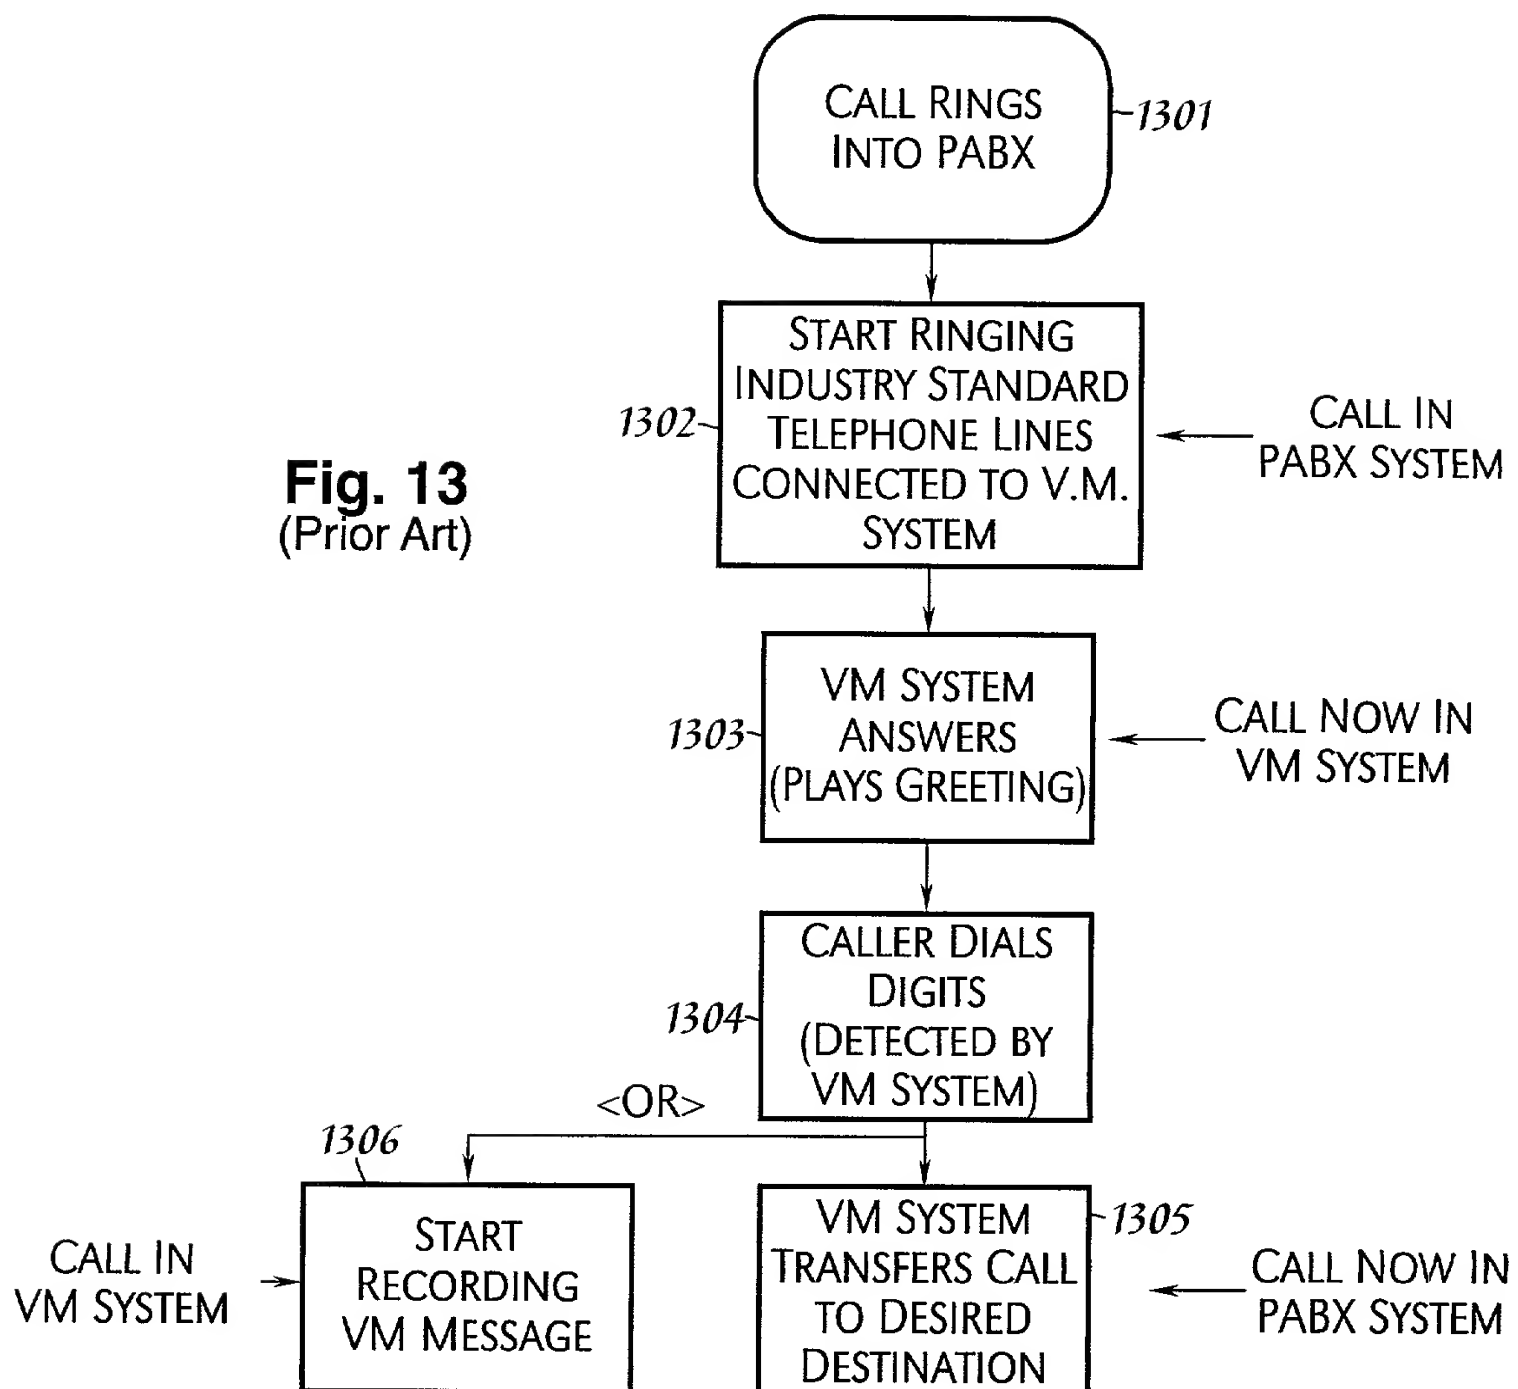 CALL RINGS
INTO PABX
1301
START RINGING
INDUSTRY STANDARD
TELEPHONE LINES
CONNECTED TO V.M.
SYSTEM
1302
CALL IN
PABX SYSTEM
Fig. 13
(Prior Art)
VM SYSTEM
ANSWERS
(PLAYS GREETING)
1303
CALL NOW IN
VM SYSTEM
CALLER DIALS
DIGITS
(DETECTED BY
VM SYSTEM)
1304
<OR>
1306
START
RECORDING
VM MESSAGE
CALL IN
VM SYSTEM
VM SYSTEM
TRANSFERS CALL
TO DESIRED
DESTINATION
1305
CALL NOW IN
PABX SYSTEM